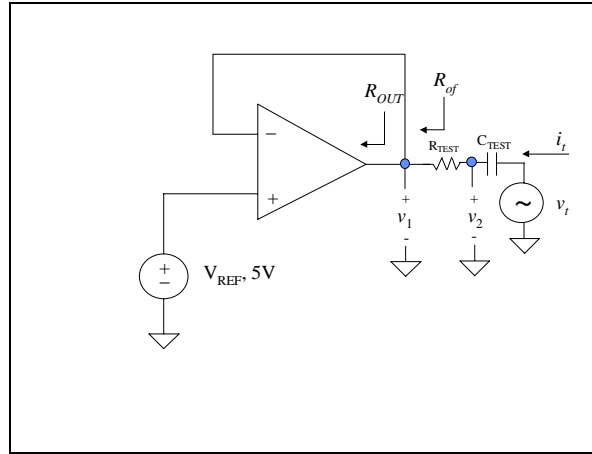 R_OUT
R_of
R_TEST
C_TEST
i_t
−
+
+
v_1
-
+
v_2
-
~
v_t
+
−
V_REF, 5V